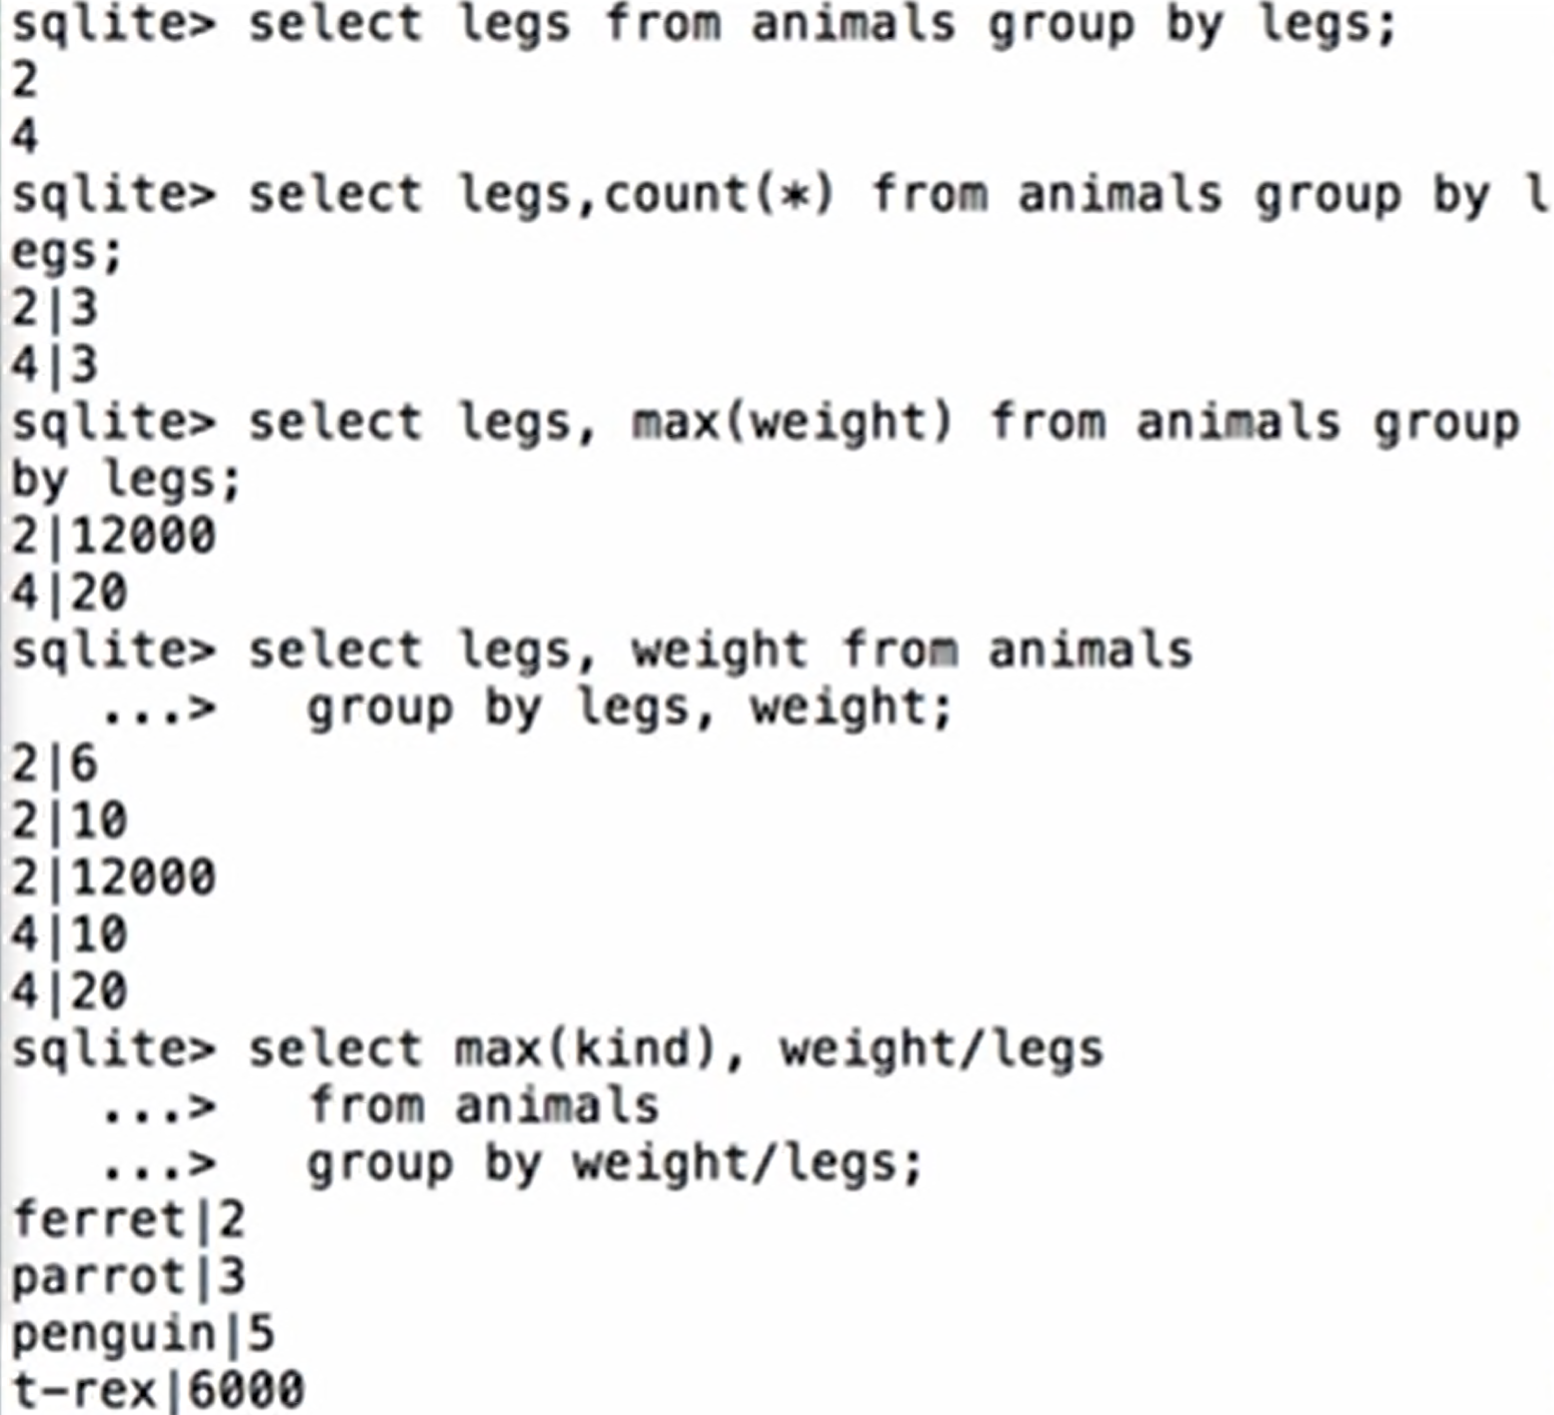 sqlite> select legs from animals group by legs;
2
4
sqlite> select legs,count(*) from animals group by l
egs;
2|3
4|3
sqlite> select legs, max(weight) from animals group
by legs;
2|12000
4|20
sqlite> select legs, weight from animals
   ...>   group by legs, weight;
2|6
2|10
2|12000
4|10
4|20
sqlite> select max(kind), weight/legs
   ...>   from animals
   ...>   group by weight/legs;
ferret|2
parrot|3
penguin|5
t-rex|6000